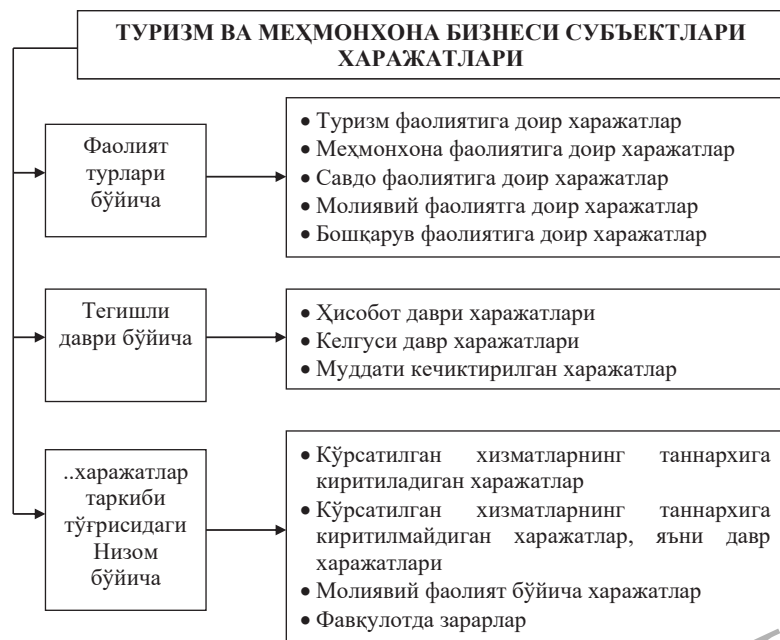 ТУРИЗМ ВА МЕҲМОНХОНА БИЗНЕСИ СУБЪЕКТЛАРИ
ХАРАЖАТЛАРИ
Фаолият
турлари
бўйича
• Туризм фаолиятига доир харажатлар
• Меҳмонхона фаолиятига доир харажатлар
• Савдо фаолиятига доир харажатлар
• Молиявий фаолиятга доир харажатлар
• Бошқарув фаолиятига доир харажатлар
Тегишли
даври бўйича
• Ҳисобот даври харажатлари
• Келгуси давр харажатлари
• Муддати кечиктирилган харажатлар
..харажатлар
таркиби
тўғрисидаги
Низом
бўйича
• Кўрсатилган хизматларнинг таннархига
киритиладиган харажатлар
• Кўрсатилган хизматларнинг таннархига
киритилмайдиган харажатлар, яъни давр
харажатлари
• Молиявий фаолият бўйича харажатлар
• Фавқулотда зарарлар